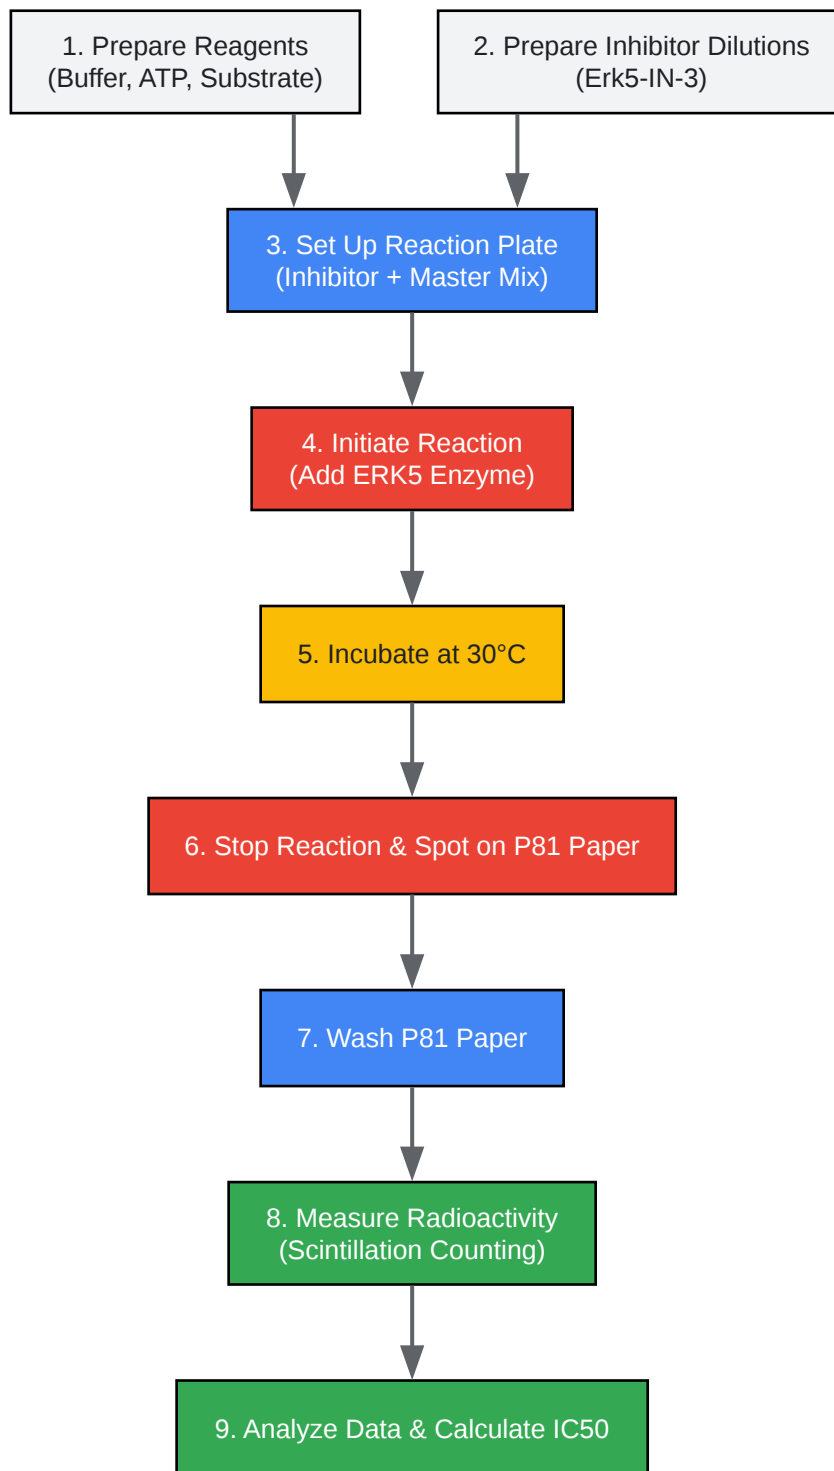 1. Prepare Reagents
(Buffer, ATP, Substrate)
2. Prepare Inhibitor Dilutions
(Erk5-IN-3)
3. Set Up Reaction Plate
(Inhibitor + Master Mix)
4. Initiate Reaction
(Add ERK5 Enzyme)
5. Incubate at 30°C
6. Stop Reaction & Spot on P81 Paper
7. Wash P81 Paper
8. Measure Radioactivity
(Scintillation Counting)
9. Analyze Data & Calculate IC50